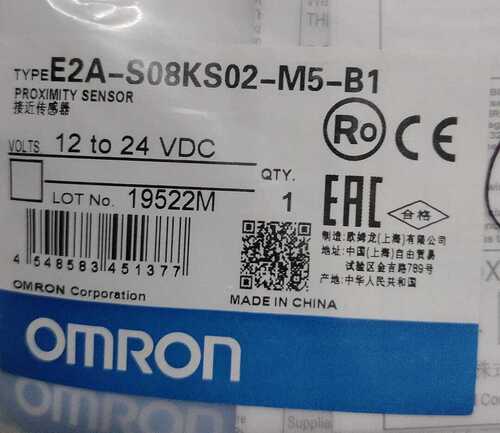 TYPE E2A-S08KS02-M5-B1
PROXIMITY SENSOR
接近传感器
VOLTS 12 to 24 VDC
QTY.
LOT No. 19522M 1
Ro CE
EAC 合格
制造:欧姆龙(上海)有限公司
地址:中国(上海)自由贸易
试验区金吉路789号
产地:中华人民共和国
4 548583 451377
OMRON Corporation
MADE IN CHINA
OMRON
Supplie